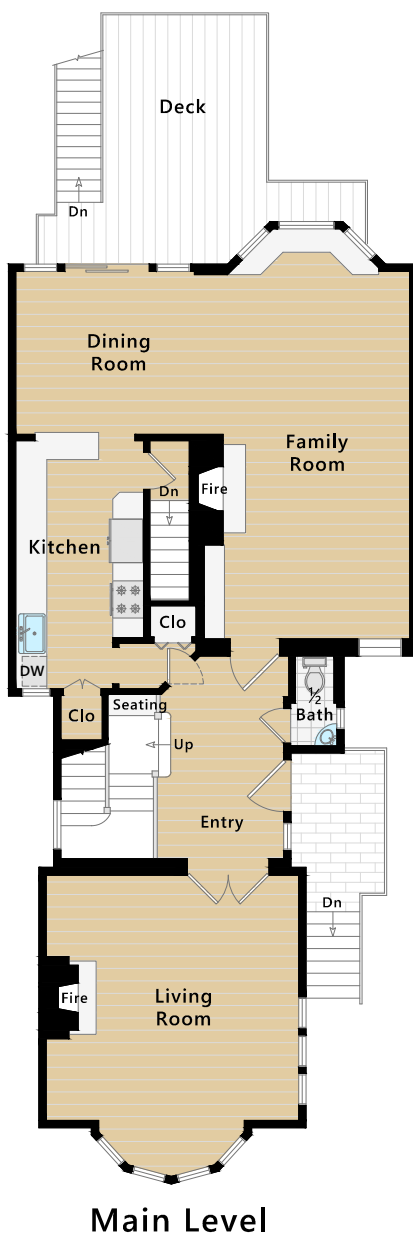 Deck
Dn
Dining
Room
Family
Room
Dn
Fire
Kitchen
Clo
DW
1/2
Bath
Seating
Clo
Up
Entry
Dn
Fire
Living
Room
Main Level